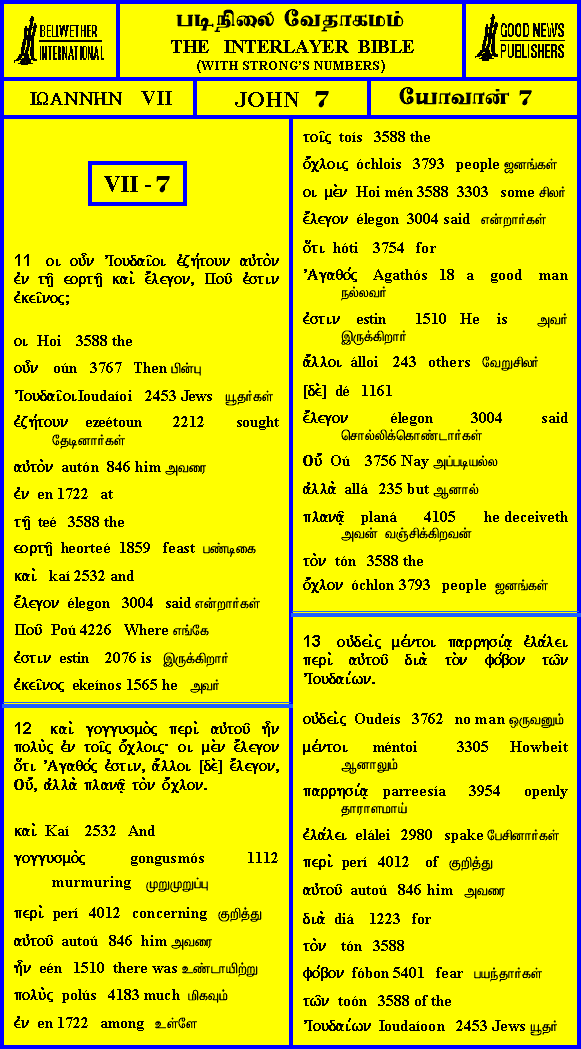 BELIWETHER
INTERNATIONAL
படிநிலை வேதாகமம்
THE INTERLAYER BIBLE
(WITH STRONG'S NUMBERS)
GOOD NEWS
PUBLISHERS
ΙΩΑΝΝΗΝ VII
JOHN 7
யோவான் 7
VII - 7
11 οι οὖν Ἰουδαῖοι ἐζήτουν αὐτὸν
ἐν τῇ εορτῇ καὶ ἔλεγον, Ποῦ ἐστιν
ἐκεῖνος;
οι Hoi 3588 the
οὖν oún 3767 Then பின்பு
Ἰουδαῖοι Ioudaíoi 2453 Jews யூதர்கள்
ἐζήτουν ezeétoun 2212 sought
தேடினார்கள்
αὐτὸν autón 846 him அவரை
ἐν en 1722 at
τῇ teé 3588 the
εορτῇ heorteé 1859 feast பண்டிகை
καὶ kaí 2532 and
ἔλεγον élegon 3004 said என்றார்கள்
Ποῦ Poú 4226 Where எங்கே
ἐστιν estin 2076 is இருக்கிறார்
ἐκεῖνος ekeínos 1565 he அவர்
12 καὶ γογγυσμὸς περὶ αὐτοῦ ἦν
πολὺς ἐν τοῖς ὄχλοις· οι μὲν ἔλεγον
ὅτι Ἀγαθός ἐστιν, ἄλλοι [δὲ] ἔλεγον,
Οὔ, ἀλλὰ πλανᾷ τὸν ὄχλον.
καὶ Kaí 2532 And
γογγυσμὸς gongusmós 1112
murmuring முறுமுறுப்பு
περὶ perí 4012 concerning குறித்து
αὐτοῦ autoú 846 him அவரை
ἦν eén 1510 there was உண்டாயிற்று
πολὺς polús 4183 much மிகவும்
ἐν en 1722 among உள்ளே
τοῖς toís 3588 the
ὄχλοις óchlois 3793 people ஜனங்கள்
οι μὲν Hoi mén 3588 3303 some சிலர்
ἔλεγον élegon 3004 said என்றார்கள்
ὅτι hóti 3754 for
Ἀγαθός Agathós 18 a good man
நல்லவர்
ἐστιν estin 1510 He is அவர்
இருக்கிறார்
ἄλλοι álloi 243 others வேறுசிலர்
[δὲ] dé 1161
ἔλεγον élegon 3004 said
சொல்லிக்கொண்டார்கள்
Οὔ Oú 3756 Nay அப்படியல்ல
ἀλλὰ allá 235 but ஆனால்
πλανᾷ planá 4105 he deceiveth
அவன் வஞ்சிக்கிறவன்
τὸν tón 3588 the
ὄχλον óchlon 3793 people ஜனங்கள்
13 οὐδεὶς μέντοι παρρησίᾳ ἐλάλει
περὶ αὐτοῦ διὰ τὸν φόβον τῶν
Ἰουδαίων.
οὐδεὶς Oudeís 3762 no man ஒருவனும்
μέντοι méntoi 3305 Howbeit
ஆனாலும்
παρρησίᾳ parreesía 3954 openly
தாராளமாய்
ἐλάλει elálei 2980 spake பேசினார்கள்
περὶ perí 4012 of குறித்து
αὐτοῦ autoú 846 him அவரை
διὰ diá 1223 for
τὸν tón 3588
φόβον fóbon 5401 fear பயந்தார்கள்
τῶν toón 3588 of the
Ἰουδαίων Ioudaíoon 2453 Jews யூதர்